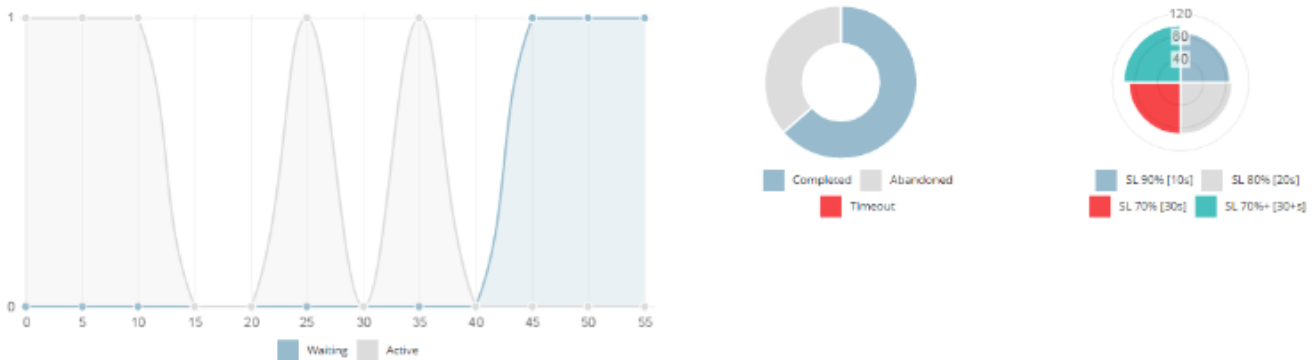 1
0
0 5 10 15 20 25 30 35 40 45 50 55
Waiting Active
Completed Abandoned
Timeout
120
80
40
SL 90% [10s] SL 80% [20s]
SL 70% [30s] SL 70%+ [30+s]